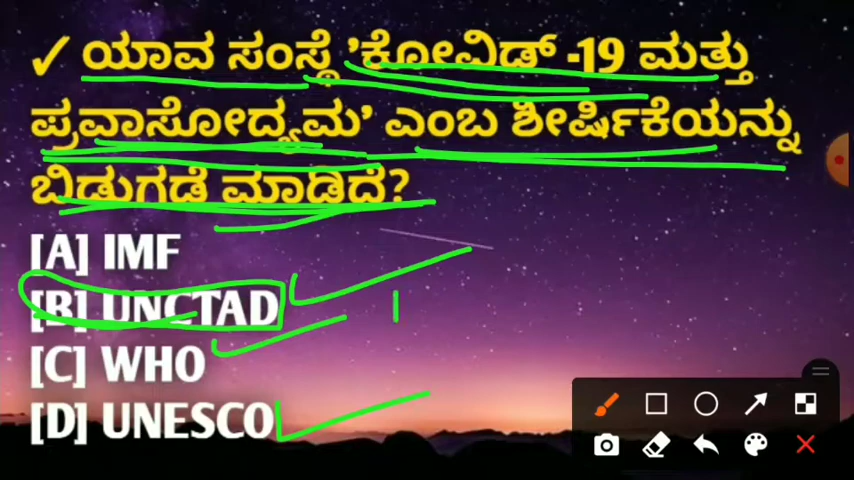 ✓ ಯಾವ ಸಂಸ್ಥೆ 'ಕೋವಿಡ್ -19 ಮತ್ತು
ಪ್ರವಾಸೋದ್ಯಮ' ಎಂಬ ಶೀರ್ಷಿಕೆಯನ್ನು
ಬಿಡುಗಡೆ ಮಾಡಿದೆ?
[A] IMF
[B] UNCTAD
[C] WHO
[D] UNESCO